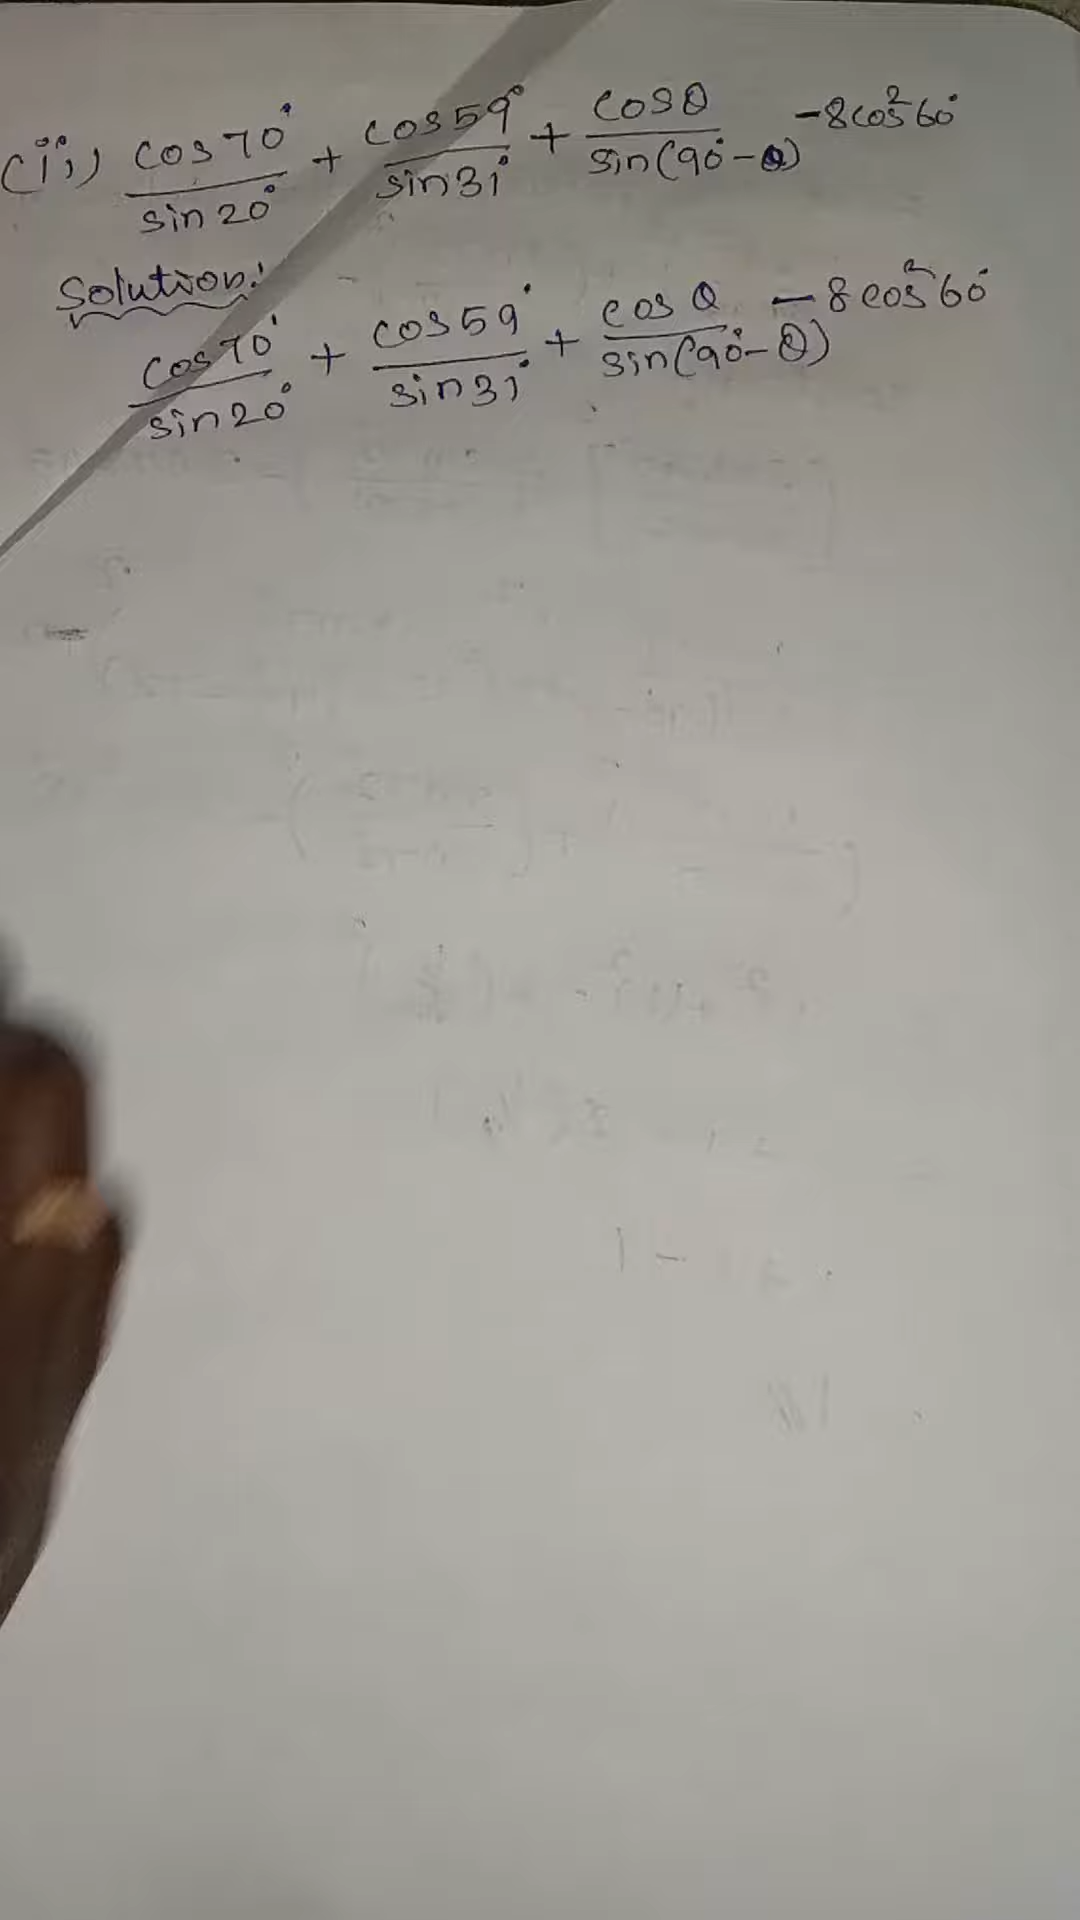 (ii) cos70°/sin20° + cos59°/sin31° + cosθ/sin(90°-θ) -8cos²60°
Solution:
cos70°/sin20° + cos59°/sin31° + cosθ/sin(90°-θ) - 8cos²60°